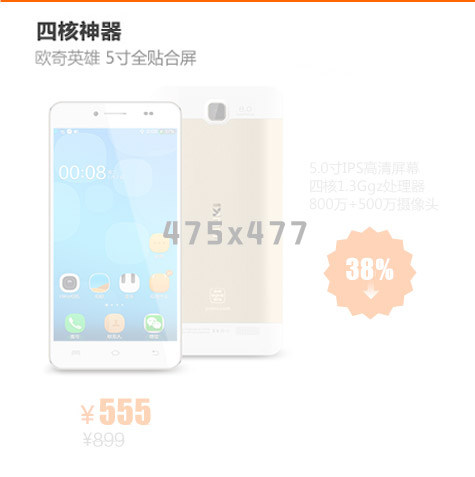 四核神器
欧奇英雄 5寸全贴合屏
00:08
5.0寸IPS高清屏幕
四核1.3Ggz处理器
800万+500万摄像头
475x477
38%
¥555
¥899